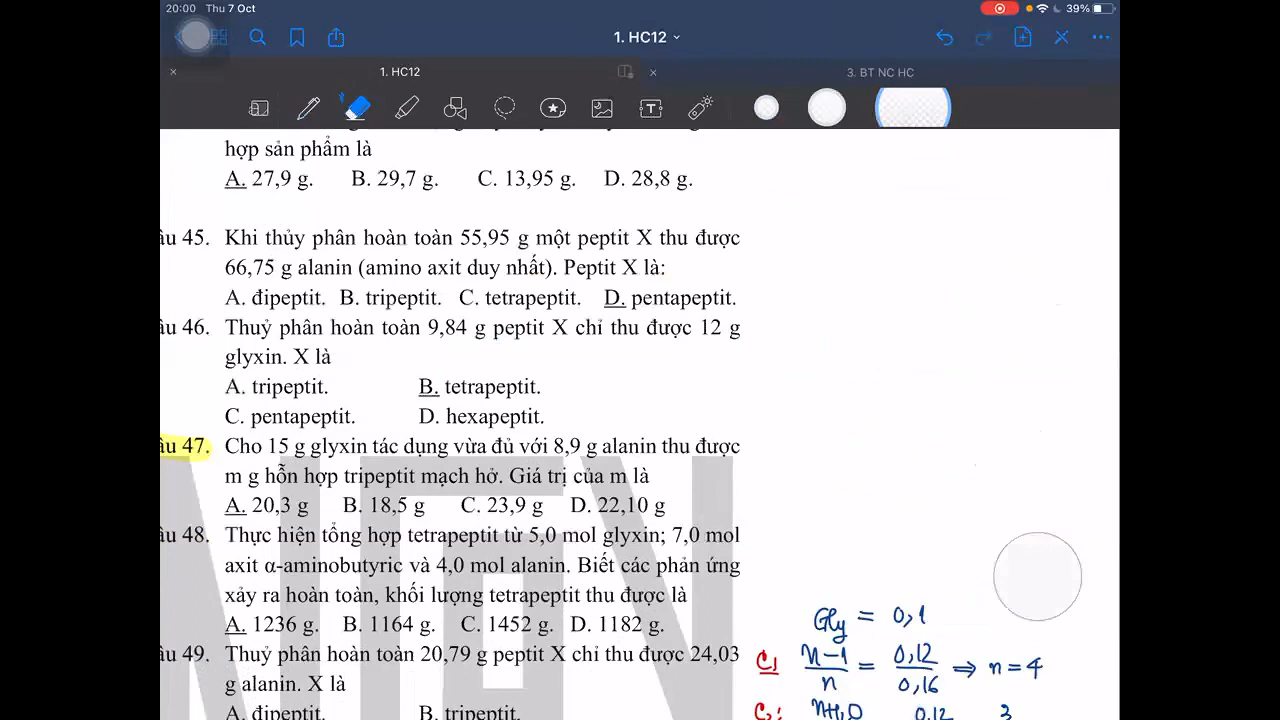 20:00 Thu 7 Oct
39%
1. HC12
1. HC12
3. BT NC HC
hợp sản phẩm là
A. 27,9 g. B. 29,7 g. C. 13,95 g. D. 28,8 g.
âu 45. Khi thủy phân hoàn toàn 55,95 g một peptit X thu được
66,75 g alanin (amino axit duy nhất). Peptit X là:
A. đipeptit. B. tripeptit. C. tetrapeptit. D. pentapeptit.
âu 46. Thuỷ phân hoàn toàn 9,84 g peptit X chỉ thu được 12 g
glyxin. X là
A. tripeptit. B. tetrapeptit.
C. pentapeptit. D. hexapeptit.
âu 47. Cho 15 g glyxin tác dụng vừa đủ với 8,9 g alanin thu được
m g hỗn hợp tripeptit mạch hở. Giá trị của m là
A. 20,3 g B. 18,5 g C. 23,9 g D. 22,10 g
âu 48. Thực hiện tổng hợp tetrapeptit từ 5,0 mol glyxin; 7,0 mol
axit α-aminobutyric và 4,0 mol alanin. Biết các phản ứng
xảy ra hoàn toàn, khối lượng tetrapeptit thu được là
A. 1236 g. B. 1164 g. C. 1452 g. D. 1182 g.
âu 49. Thuỷ phân hoàn toàn 20,79 g peptit X chỉ thu được 24,03
g alanin. X là
A. đipeptit. B. tripeptit.
Gly = 0,1
C1 n-1/n = 0,12/0,16 ⇒ n = 4
C2: nH2O 0,12 3